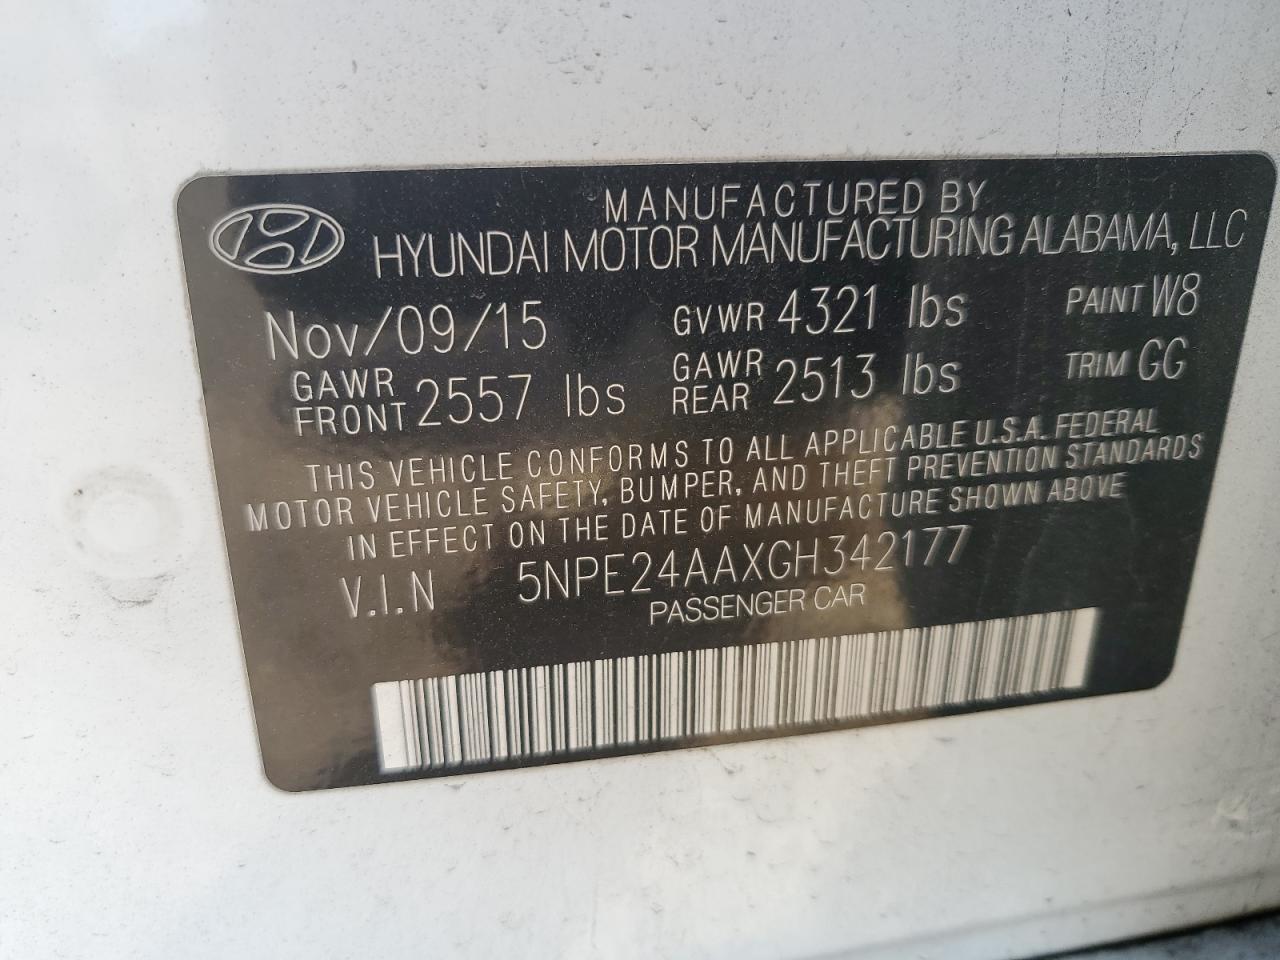 MANUFACTURED BY
HYUNDAI MOTOR MANUFACTURING ALABAMA, LLC
Nov/09/15 GVWR 4321 lbs PAINT W8
GAWR FRONT 2557 lbs GAWR REAR 2513 lbs TRIM GG
THIS VEHICLE CONFORMS TO ALL APPLICABLE U.S.A. FEDERAL
MOTOR VEHICLE SAFETY, BUMPER, AND THEFT PREVENTION STANDARDS
IN EFFECT ON THE DATE OF MANUFACTURE SHOWN ABOVE
V.I.N 5NPE24AAXGH342177
PASSENGER CAR